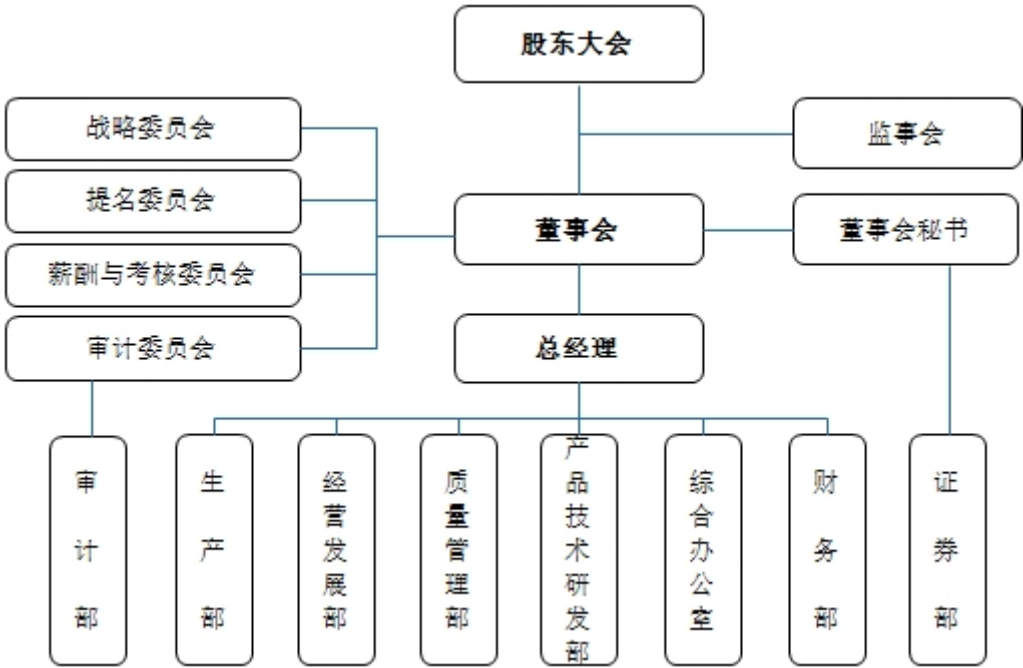 股东大会
战略委员会
监事会
提名委员会
董事会
董事会秘书
薪酬与考核委员会
总经理
审计委员会
审计部
生产部
经营发展部
质量管理部
产品技术研发部
综合办公室
财务部
证券部